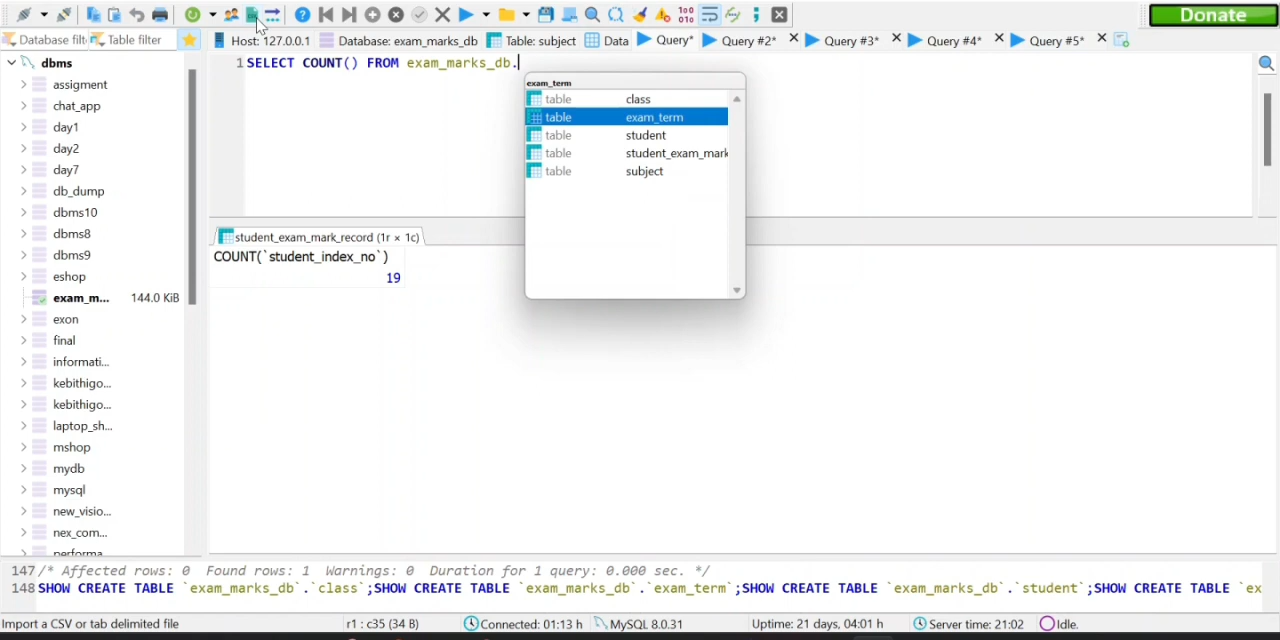 Donate
Database filt
Table filter
Host: 127.0.0.1
Database: exam_marks_db
Table: subject
Data
Query*
Query #2*
Query #3*
Query #4*
Query #5*
dbms
assigment
chat_app
day1
day2
day7
db_dump
dbms10
dbms8
dbms9
eshop
exam_m... 144.0 KiB
exon
final
informati...
kebithigo...
kebithigo...
laptop_sh...
mshop
mydb
mysql
new_visio...
nex_com...
performa
1 SELECT COUNT() FROM exam_marks_db.
exam_term
table class
table exam_term
table student
table student_exam_mark
table subject
student_exam_mark_record (1r × 1c)
COUNT(`student_index_no`)
19
147 /* Affected rows: 0 Found rows: 1 Warnings: 0 Duration for 1 query: 0.000 sec. */
148 SHOW CREATE TABLE `exam_marks_db`.`class`;SHOW CREATE TABLE `exam_marks_db`.`exam_term`;SHOW CREATE TABLE `exam_marks_db`.`student`;SHOW CREATE TABLE `ex
Import a CSV or tab delimited file
r1 : c35 (34 B)
Connected: 01:13 h
MySQL 8.0.31
Uptime: 21 days, 04:01 h
Server time: 21:02
Idle.